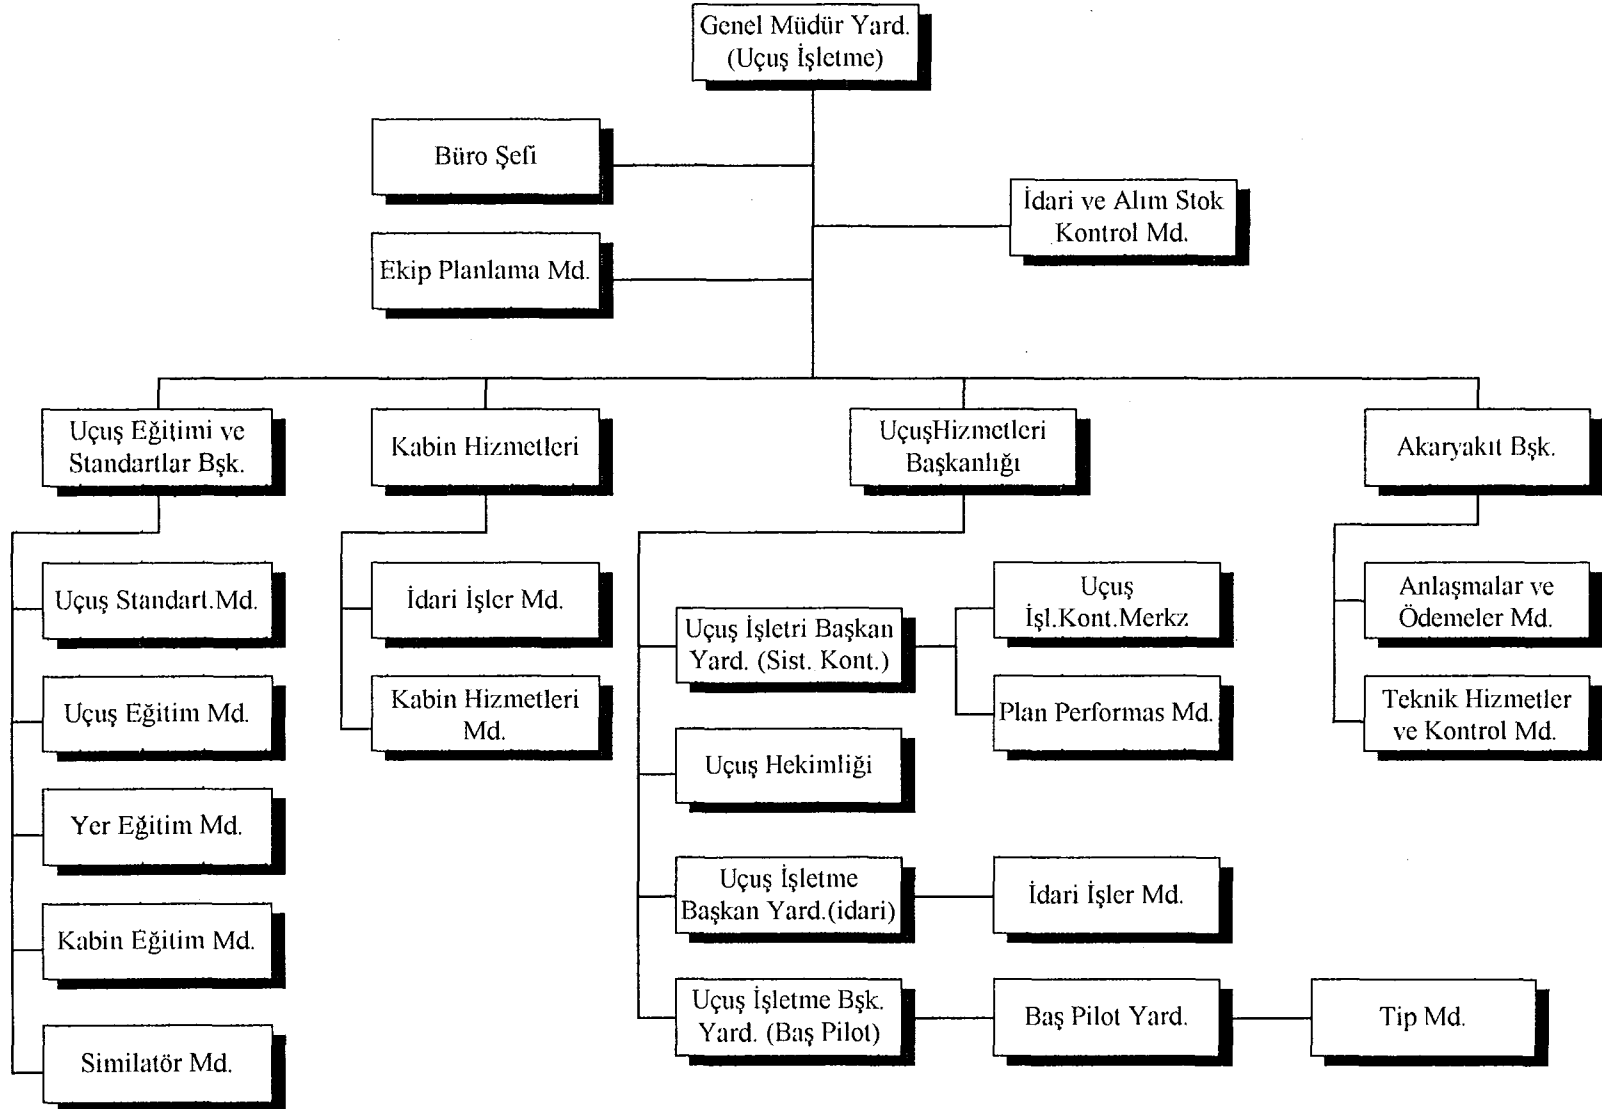 Genel Müdür Yard.
(Uçuş İşletme)
Büro Şefi
İdari ve Alım Stok
Kontrol Md.
Ekip Planlama Md.
Uçuş Eğitimi ve
Standartlar Bşk.
Kabin Hizmetleri
UçuşHizmetleri
Başkanlığı
Akaryakıt Bşk.
Uçuş Standart.Md.
Uçuş Eğitim Md.
Yer Eğitim Md.
Kabin Eğitim Md.
Similatör Md.
İdari İşler Md.
Kabin Hizmetleri
Md.
Uçuş İşletri Başkan
Yard. (Sist. Kont.)
Uçuş
İşl.Kont.Merkz
Plan Performas Md.
Uçuş Hekimliği
Uçuş İşletme
Başkan Yard.(idari)
İdari İşler Md.
Uçuş İşletme Bşk.
Yard. (Baş Pilot)
Baş Pilot Yard.
Tip Md.
Anlaşmalar ve
Ödemeler Md.
Teknik Hizmetler
ve Kontrol Md.